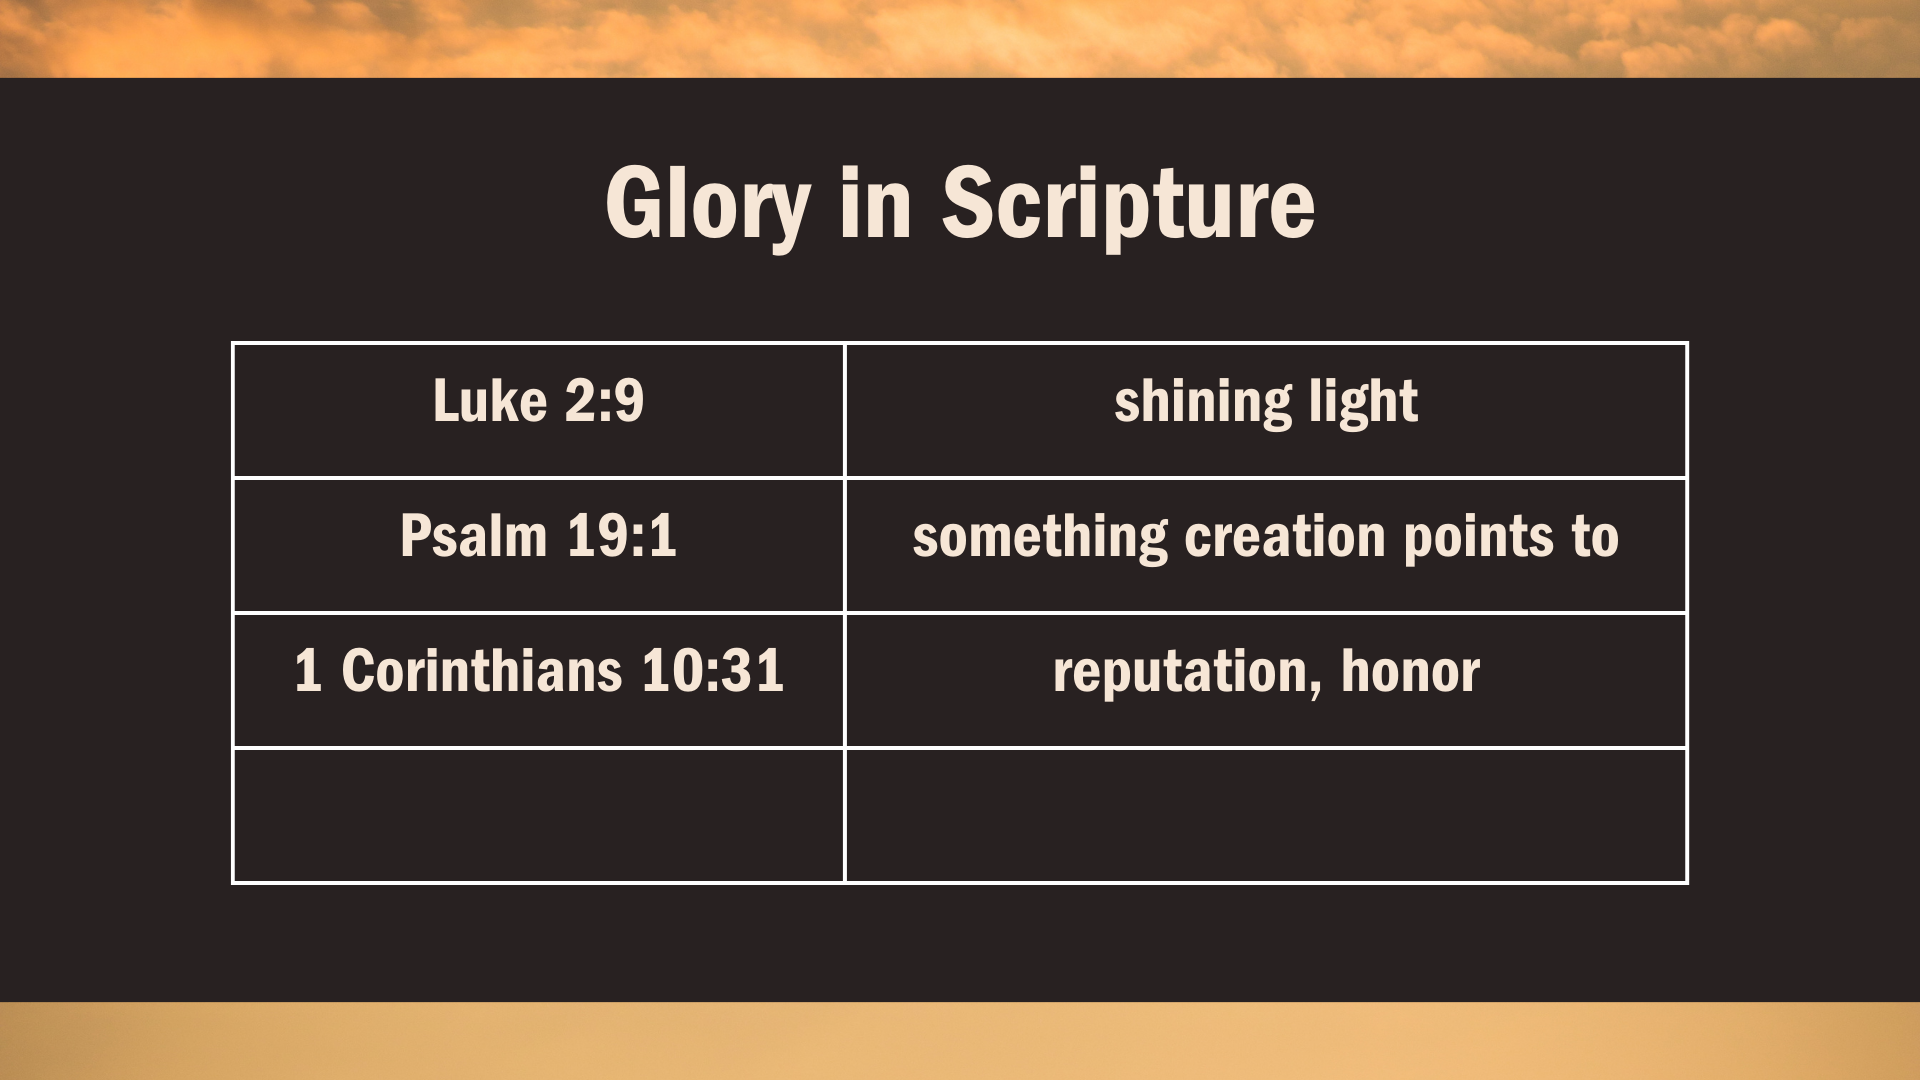 Glory in Scripture
Luke 2:9 shining light
Psalm 19:1 something creation points to
1 Corinthians 10:31 reputation, honor